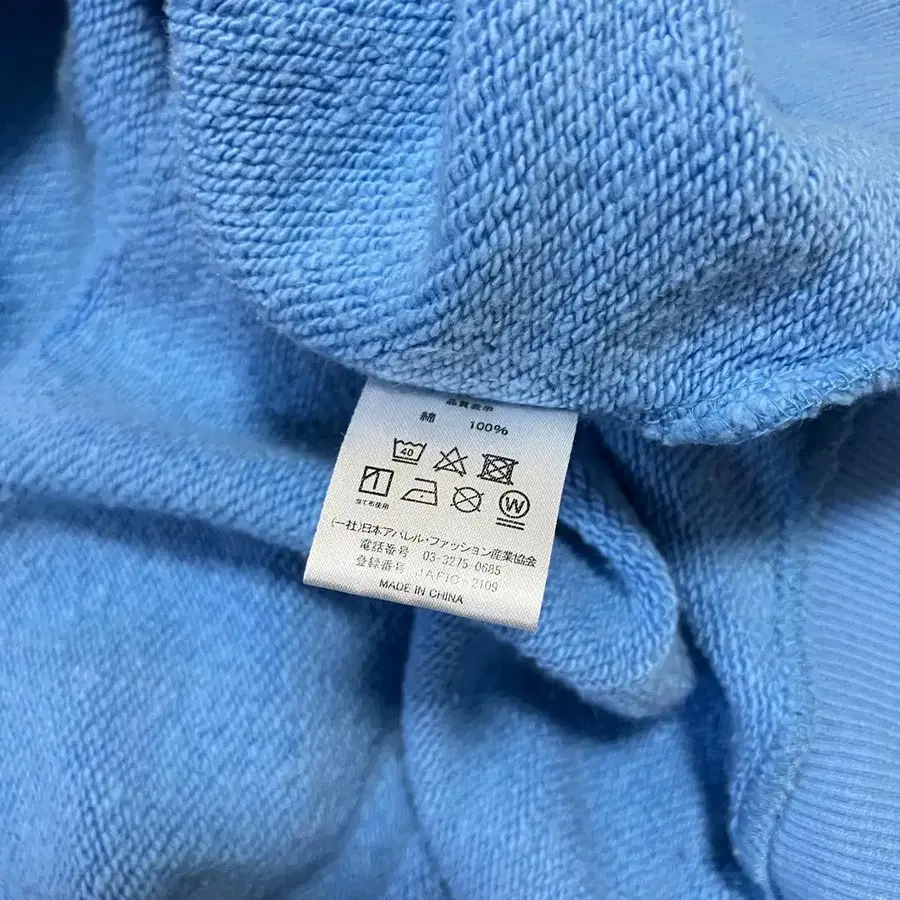 品質表示
綿 100%
40
当て布使用
W
(一社)日本アパレル・ファッション産業協会
電話番号 03-3275-0685
登録番号 JAFIC-2109
MADE IN CHINA